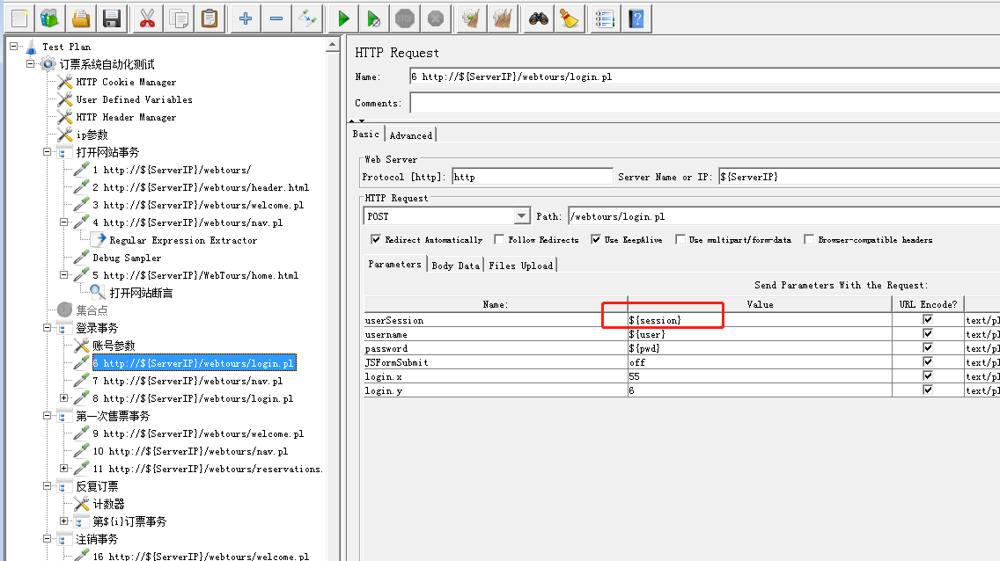 Test Plan
订票系统自动化测试
HTTP Cookie Manager
User Defined Variables
HTTP Header Manager
ip参数
打开网站事务
1 http://${ServerIP}/webtours/
2 http://${ServerIP}/webtours/header.html
3 http://${ServerIP}/webtours/welcome.pl
4 http://${ServerIP}/webtours/nav.pl
Regular Expression Extractor
Debug Sampler
5 http://${ServerIP}/WebTours/home.html
打开网站断言
集合点
登录事务
账号参数
6 http://${ServerIP}/webtours/login.pl
7 http://${ServerIP}/webtours/nav.pl
8 http://${ServerIP}/webtours/login.pl
第一次售票事务
9 http://${ServerIP}/webtours/welcome.pl
10 http://${ServerIP}/webtours/nav.pl
11 http://${ServerIP}/webtours/reservations.
反复订票
计数器
第${i}订票事务
注销事务
16 http://${ServerIP}/webtours/welcome.pl
HTTP Request
Name: 6 http://${ServerIP}/webtours/login.pl
Comments:
Basic Advanced
Web Server
Protocol [http]: http Server Name or IP: ${ServerIP}
HTTP Request
POST Path: /webtours/login.pl
Redirect Automatically Follow Redirects Use KeepAlive Use multipart/form-data Browser-compatible headers
Parameters Body Data Files Upload
Send Parameters With the Request:
Name: Value URL Encode?
userSession ${session} text/pl
username ${user} text/pl
password ${pwd} text/pl
JSFormSubmit off text/pl
login.x 55 text/pl
login.y 6 text/pl